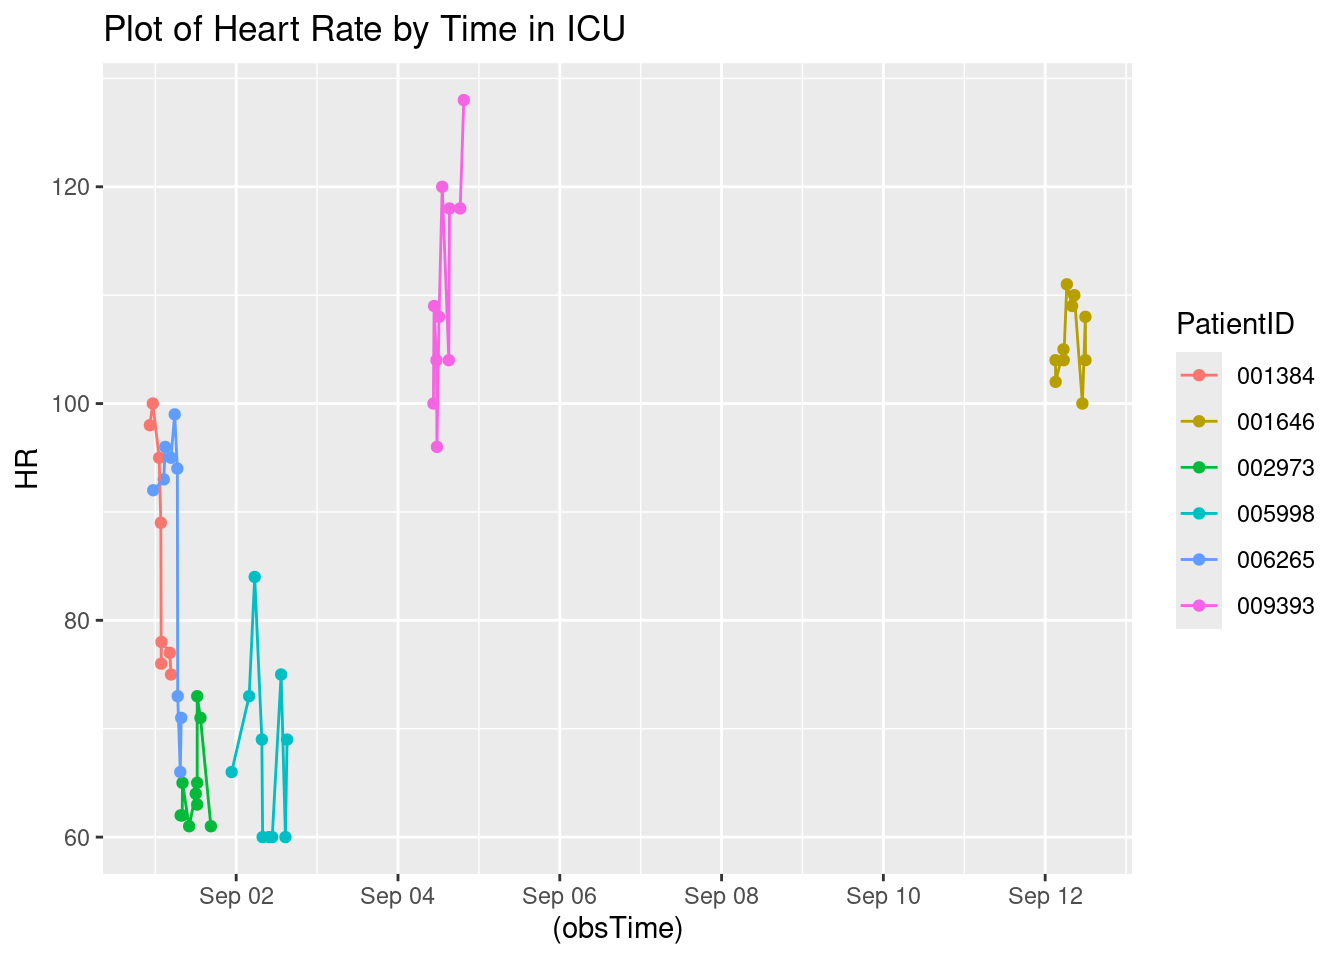 Plot of Heart Rate by Time in ICU
HR
120
100
80
60
Sep 02 Sep 04 Sep 06 Sep 08 Sep 10 Sep 12
(obsTime)
PatientID
001384
001646
002973
005998
006265
009393